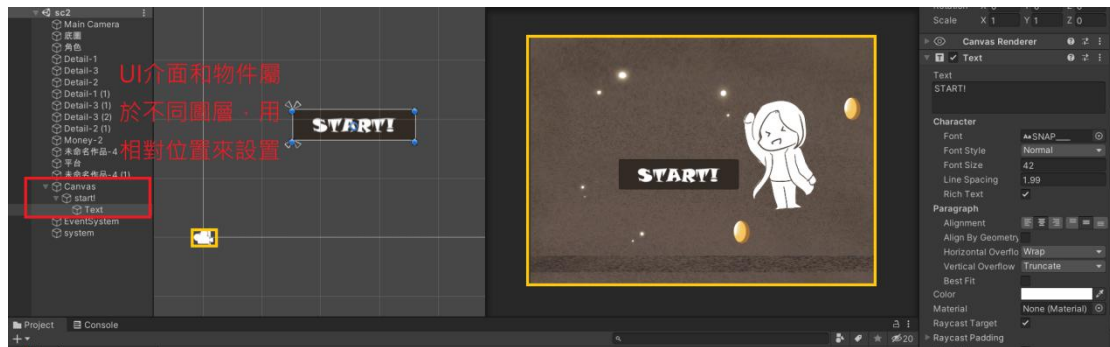 sc2
Main Camera
底圖
角色
Detail-1
Detail-3
Detail-2
Detail-1 (1)
Detail-3 (1)
Detail-3 (2)
Detail-2 (1)
Money-2
未命名作品-4
平台
未命名作品-4 (1)
Canvas
start!
Text
EventSystem
system
UI介面和物件屬
於不同圖層，用
相對位置來設置
START!
START!
Scale X 1 Y 1 Z 0
Canvas Renderer
Text
Text
START!
Character
Font SNAP____
Font Style Normal
Font Size 42
Line Spacing 1.99
Rich Text
Paragraph
Alignment
Align By Geometry
Horizontal Overflo Wrap
Vertical Overflow Truncate
Best Fit
Color
Material None (Material)
Raycast Target
Raycast Padding
Project Console
20